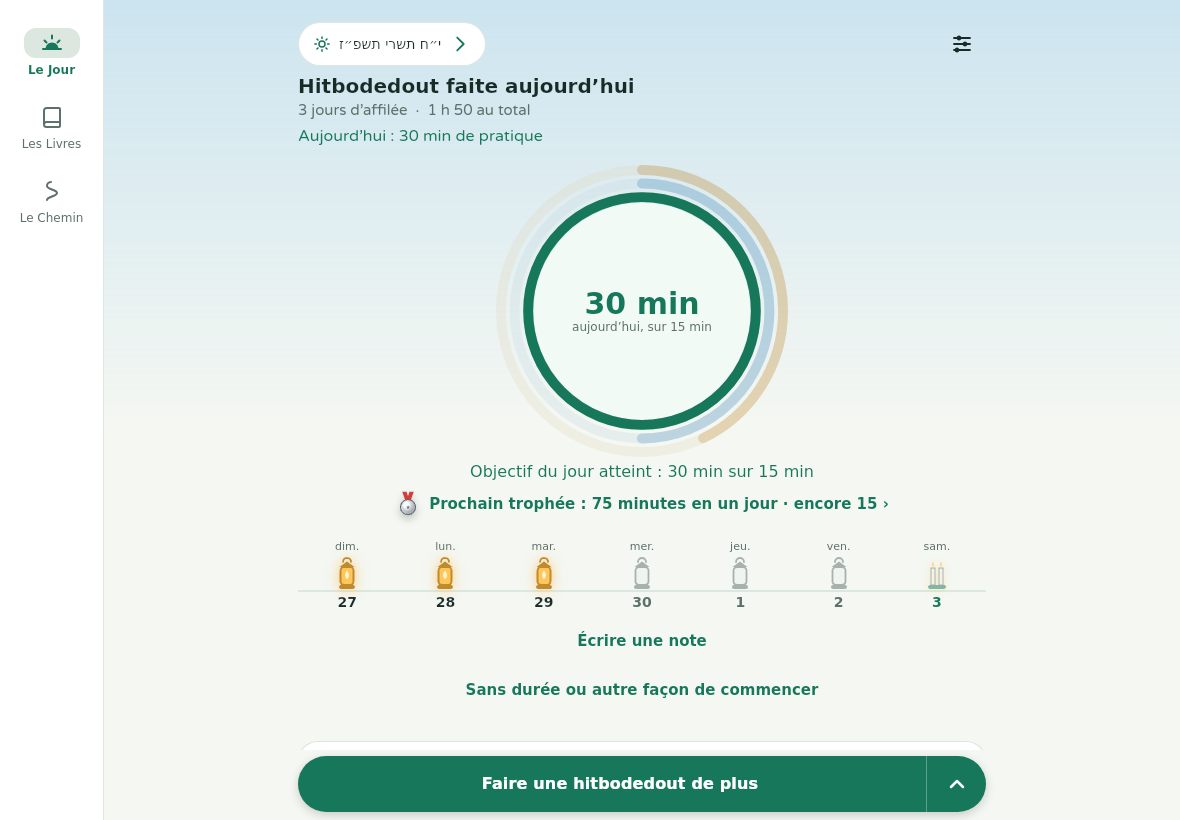 Le Jour
Les Livres
Le Chemin
י״ח תשרי תשפ״ז
Hitbodedout faite aujourd’hui
3 jours d’affilée · 1 h 50 au total
Aujourd’hui : 30 min de pratique
30 min
aujourd’hui, sur 15 min
Objectif du jour atteint : 30 min sur 15 min
Prochain trophée : 75 minutes en un jour · encore 15 ›
dim. lun. mar. mer. jeu. ven. sam.
27 28 29 30 1 2 3
Écrire une note
Sans durée ou autre façon de commencer
Faire une hitbodedout de plus